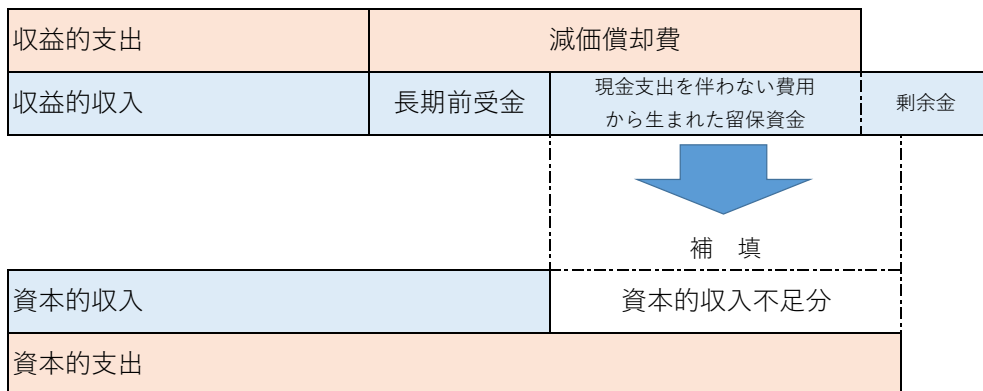 収益的支出
減価償却費
収益的収入
長期前受金
現金支出を伴わない費用
から生まれた留保資金
剰余金
補　填
資本的収入
資本的収入不足分
資本的支出